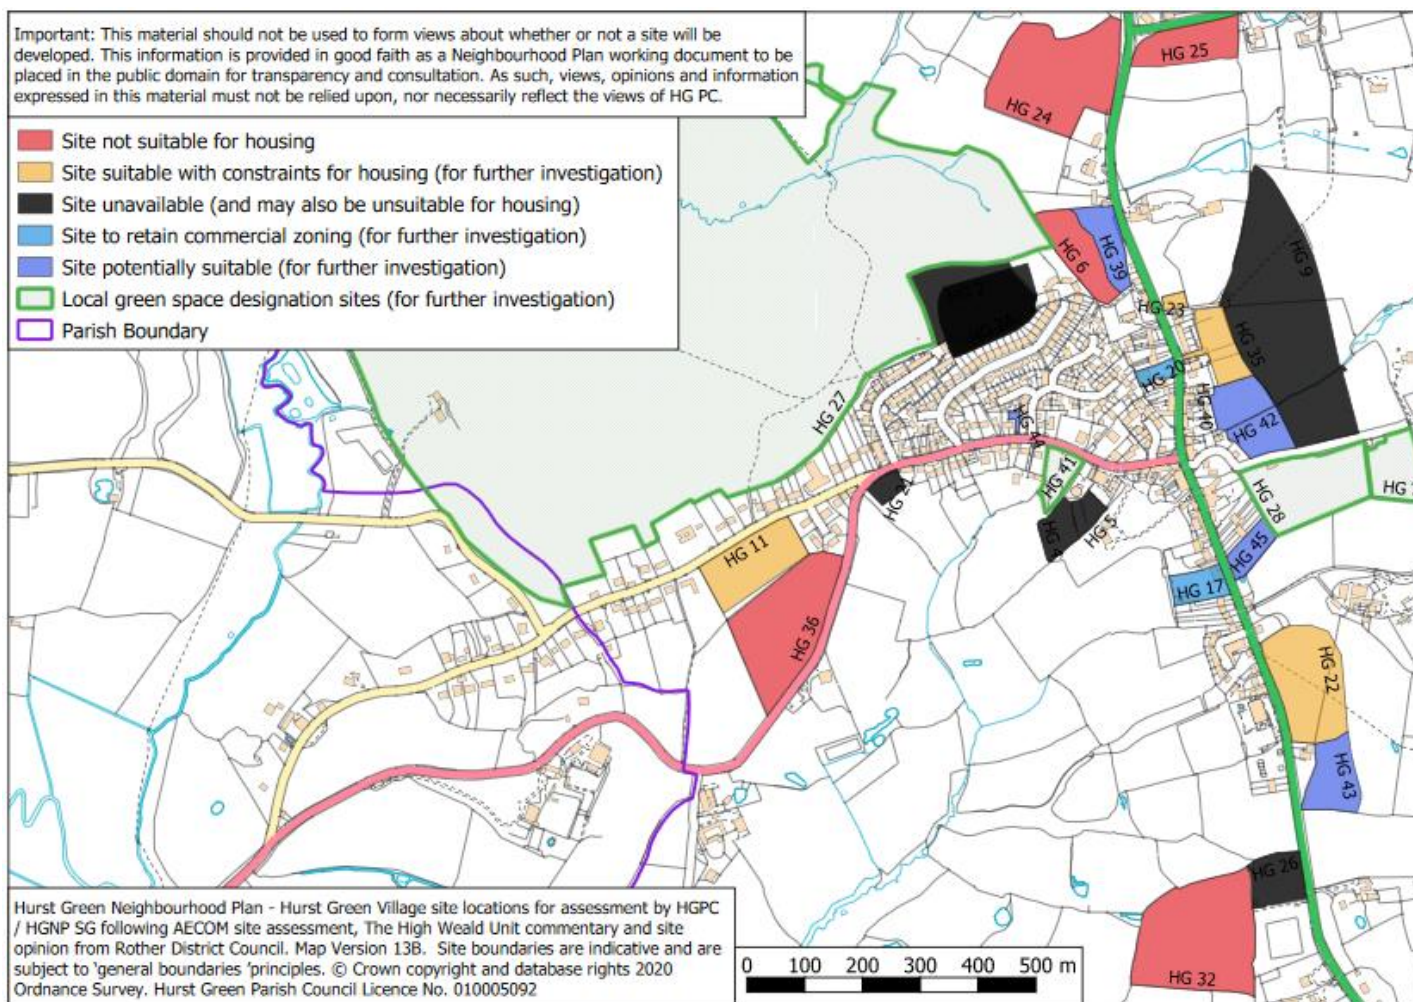 Important: This material should not be used to form views about whether or not a site will be
developed. This information is provided in good faith as a Neighbourhood Plan working document to be
placed in the public domain for transparency and consultation. As such, views, opinions and information
expressed in this material must not be relied upon, nor necessarily reflect the views of HG PC.
Site not suitable for housing
Site suitable with constraints for housing (for further investigation)
Site unavailable (and may also be unsuitable for housing)
Site to retain commercial zoning (for further investigation)
Site potentially suitable (for further investigation)
Local green space designation sites (for further investigation)
Parish Boundary
HG 25
HG 24
HG 6
HG 39
HG 9
HG 23
HG 35
HG 20
HG 40
HG 42
HG 27
HG 44
HG 41
HG 21
HG 4
HG 5
HG 28
HG 45
HG 17
HG 11
HG 36
HG 22
HG 43
HG 26
HG 32
Hurst Green Neighbourhood Plan - Hurst Green Village site locations for assessment by HGPC
/ HGNP SG following AECOM site assessment, The High Weald Unit commentary and site
opinion from Rother District Council. Map Version 13B. Site boundaries are indicative and are
subject to 'general boundaries 'principles. © Crown copyright and database rights 2020
Ordnance Survey. Hurst Green Parish Council Licence No. 010005092
0 100 200 300 400 500 m